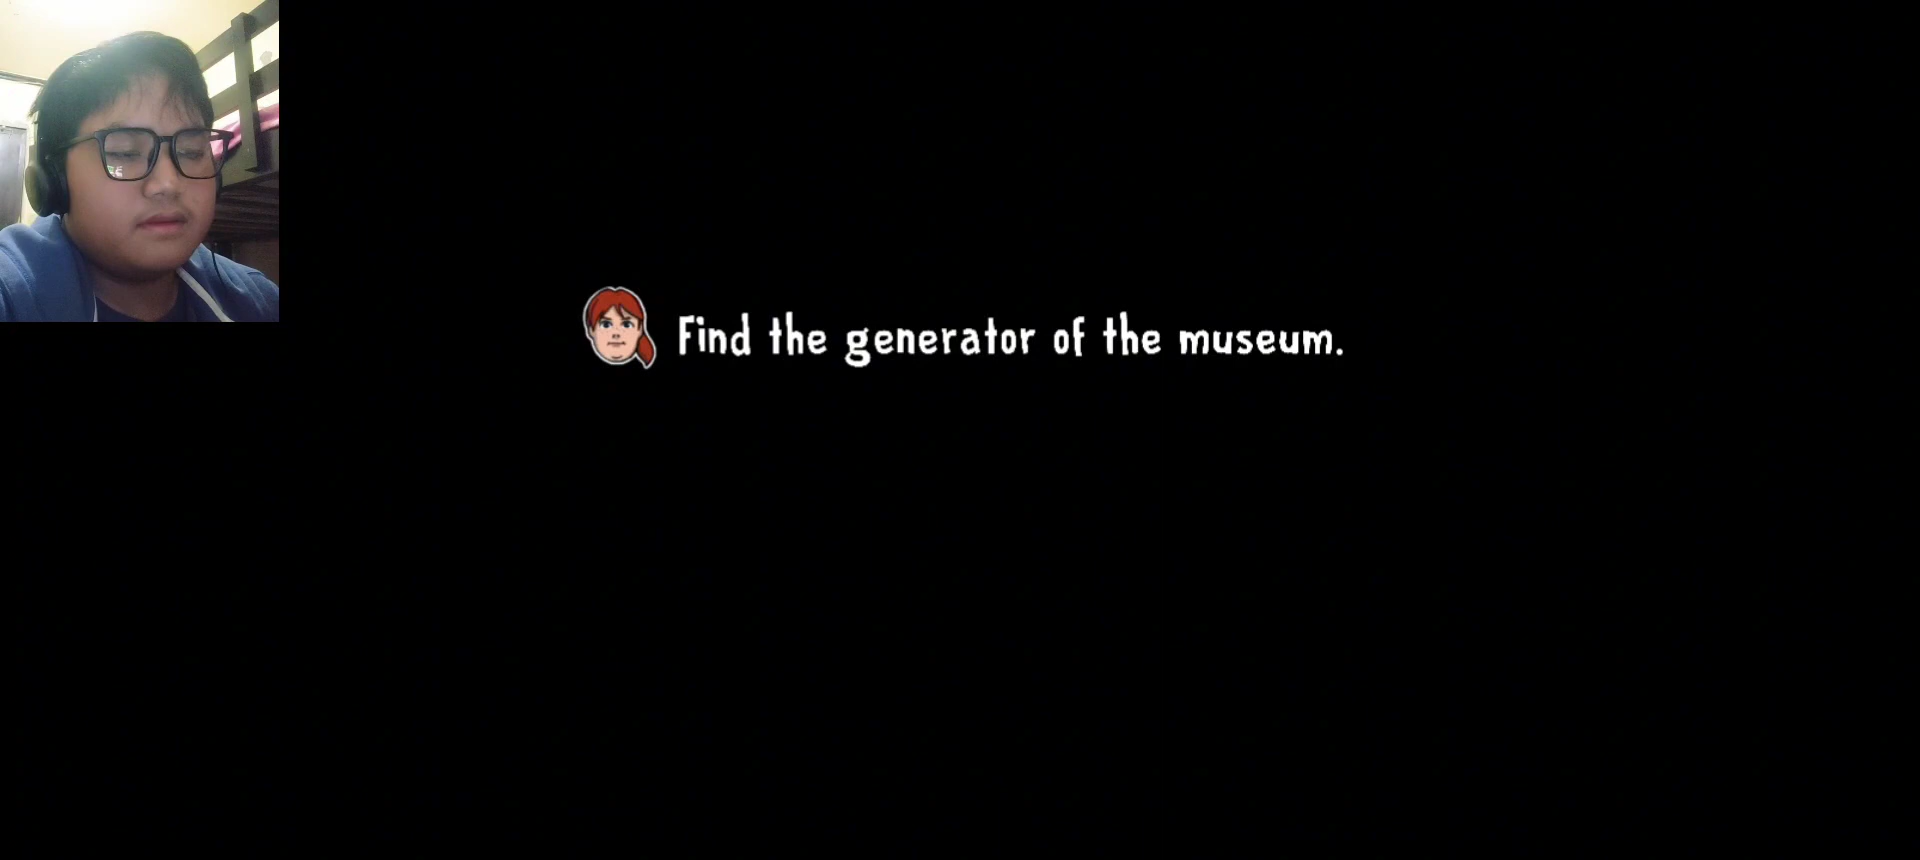 Find the generator of the museum.